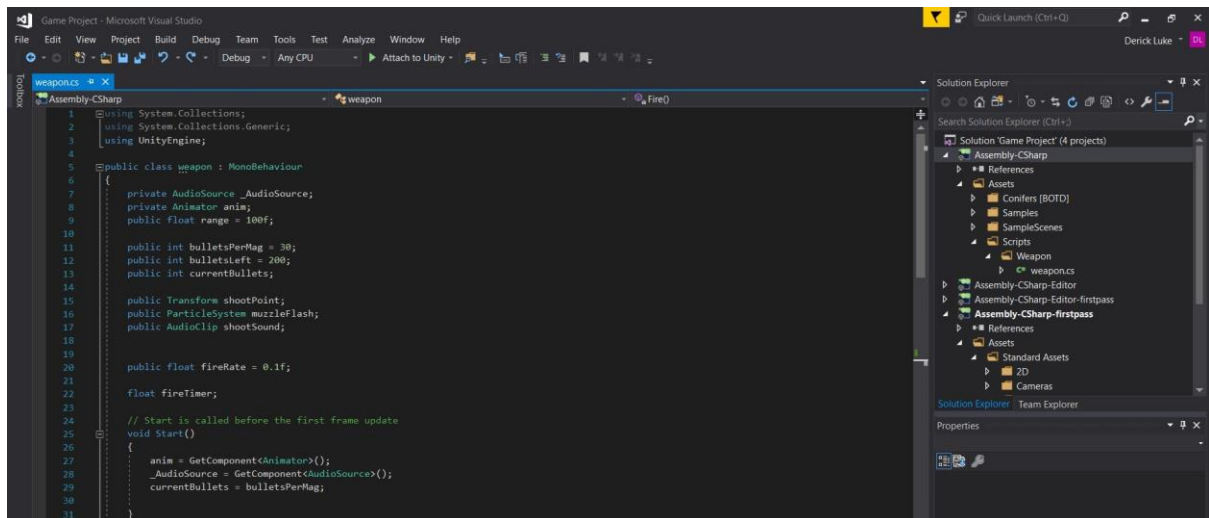 Game Project - Microsoft Visual Studio
Quick Launch (Ctrl+Q)
File Edit View Project Build Debug Team Tools Test Analyze Window Help
Derick Luke DL
Debug Any CPU Attach to Unity
Toolbox
weapon.cs
Assembly-CSharp weapon Fire()
1 using System.Collections;
2 using System.Collections.Generic;
3 using UnityEngine;
4
5 public class weapon : MonoBehaviour
6 {
7 private AudioSource _AudioSource;
8 private Animator anim;
9 public float range = 100f;
10
11 public int bulletsPerMag = 30;
12 public int bulletsLeft = 200;
13 public int currentBullets;
14
15 public Transform shootPoint;
16 public ParticleSystem muzzleFlash;
17 public AudioClip shootSound;
18
19
20 public float fireRate = 0.1f;
21
22 float fireTimer;
23
24 // Start is called before the first frame update
25 void Start()
26 {
27 anim = GetComponent<Animator>();
28 _AudioSource = GetComponent<AudioSource>();
29 currentBullets = bulletsPerMag;
30
31 }
Solution Explorer
Search Solution Explorer (Ctrl+;)
Solution 'Game Project' (4 projects)
Assembly-CSharp
References
Assets
Conifers [BOTD]
Samples
SampleScenes
Scripts
Weapon
C# weapon.cs
Assembly-CSharp-Editor
Assembly-CSharp-Editor-firstpass
Assembly-CSharp-firstpass
References
Assets
Standard Assets
2D
Cameras
Solution Explorer Team Explorer
Properties